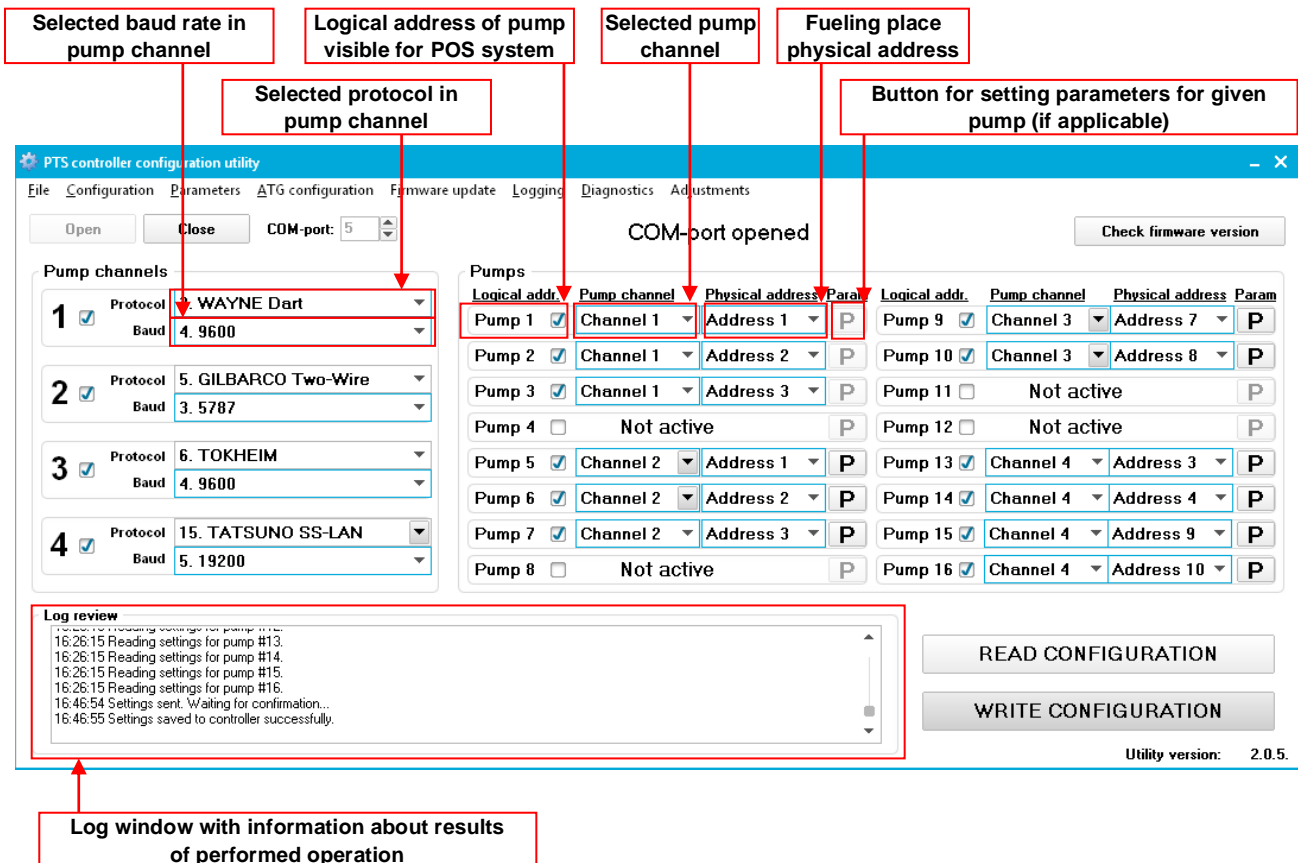 Selected baud rate in
pump channel
Logical address of pump
visible for POS system
Selected pump
channel
Fueling place
physical address
Selected protocol in
pump channel
Button for setting parameters for given
pump (if applicable)
PTS controller configuration utility
File Configuration Parameters ATG configuration Firmware update Logging Diagnostics Adjustments
Open Close COM-port: 5 COM-port opened Check firmware version
Pump channels
1 Protocol WAYNE Dart
Baud 4. 9600
2 Protocol 5. GILBARCO Two-Wire
Baud 3. 5787
3 Protocol 6. TOKHEIM
Baud 4. 9600
4 Protocol 15. TATSUNO SS-LAN
Baud 5. 19200
Pumps
Logical addr. Pump channel Physical address Param Logical addr. Pump channel Physical address Param
Pump 1 Channel 1 Address 1 P Pump 9 Channel 3 Address 7 P
Pump 2 Channel 1 Address 2 P Pump 10 Channel 3 Address 8 P
Pump 3 Channel 1 Address 3 P Pump 11 Not active P
Pump 4 Not active P Pump 12 Not active P
Pump 5 Channel 2 Address 1 P Pump 13 Channel 4 Address 3 P
Pump 6 Channel 2 Address 2 P Pump 14 Channel 4 Address 4 P
Pump 7 Channel 2 Address 3 P Pump 15 Channel 4 Address 9 P
Pump 8 Not active P Pump 16 Channel 4 Address 10 P
Log review
16:26:15 Reading settings for pump #13.
16:26:15 Reading settings for pump #14.
16:26:15 Reading settings for pump #15.
16:26:15 Reading settings for pump #16.
16:46:54 Settings sent. Waiting for confirmation...
16:46:55 Settings saved to controller successfully.
READ CONFIGURATION
WRITE CONFIGURATION
Utility version: 2.0.5.
Log window with information about results
of performed operation